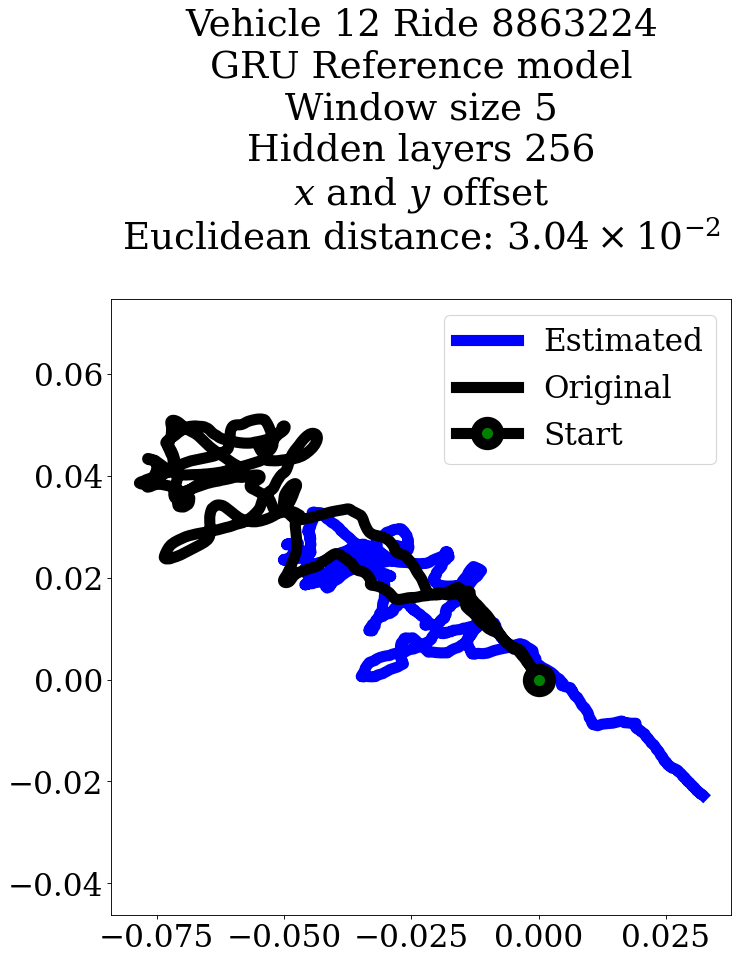 Vehicle 12 Ride 8863224
GRU Reference model
Window size 5
Hidden layers 256
x and y offset
Euclidean distance: 3.04 × 10⁻²
Estimated
Original
Start
0.06
0.04
0.02
0.00
−0.02
−0.04
−0.075 −0.050 −0.025 0.000 0.025